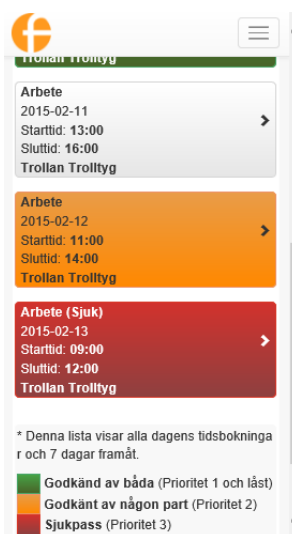 Trollan Trolltyg
Arbete
2015-02-11
Starttid: 13:00
Sluttid: 16:00
Trollan Trolltyg
Arbete
2015-02-12
Starttid: 11:00
Sluttid: 14:00
Trollan Trolltyg
Arbete (Sjuk)
2015-02-13
Starttid: 09:00
Sluttid: 12:00
Trollan Trolltyg
* Denna lista visar alla dagens tidsbokninga
r och 7 dagar framåt.
Godkänd av båda (Prioritet 1 och låst)
Godkänt av någon part (Prioritet 2)
Sjukpass (Prioritet 3)